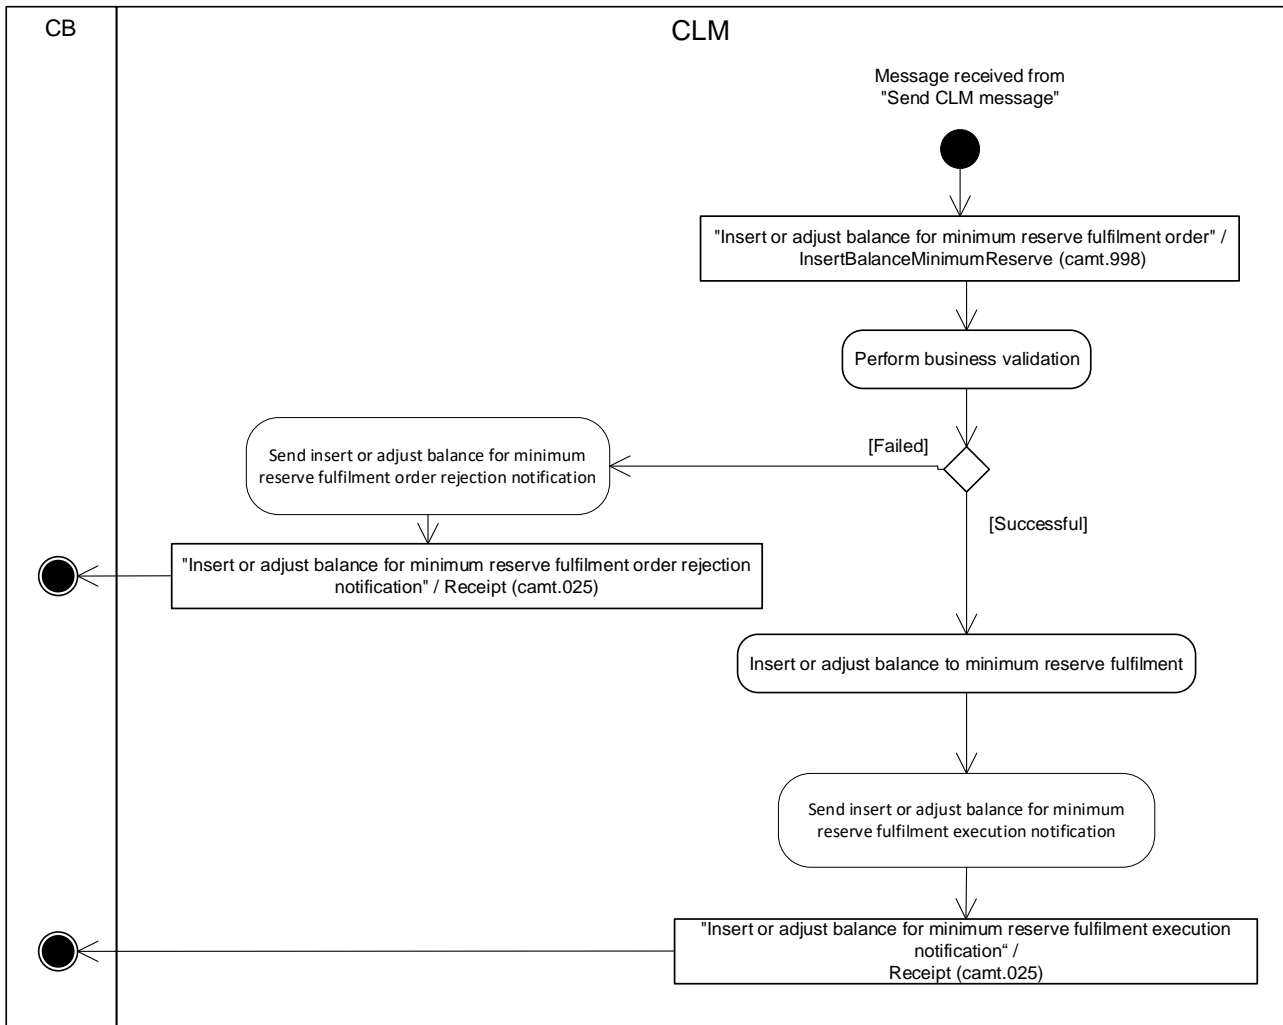 CB
CLM
Message received from
"Send CLM message"
"Insert or adjust balance for minimum reserve fulfilment order" /
InsertBalanceMinimumReserve (camt.998)
Perform business validation
[Failed]
Send insert or adjust balance for minimum
reserve fulfilment order rejection notification
[Successful]
"Insert or adjust balance for minimum reserve fulfilment order rejection
notification" / Receipt (camt.025)
Insert or adjust balance to minimum reserve fulfilment
Send insert or adjust balance for minimum
reserve fulfilment execution notification
"Insert or adjust balance for minimum reserve fulfilment execution
notification“ /
Receipt (camt.025)